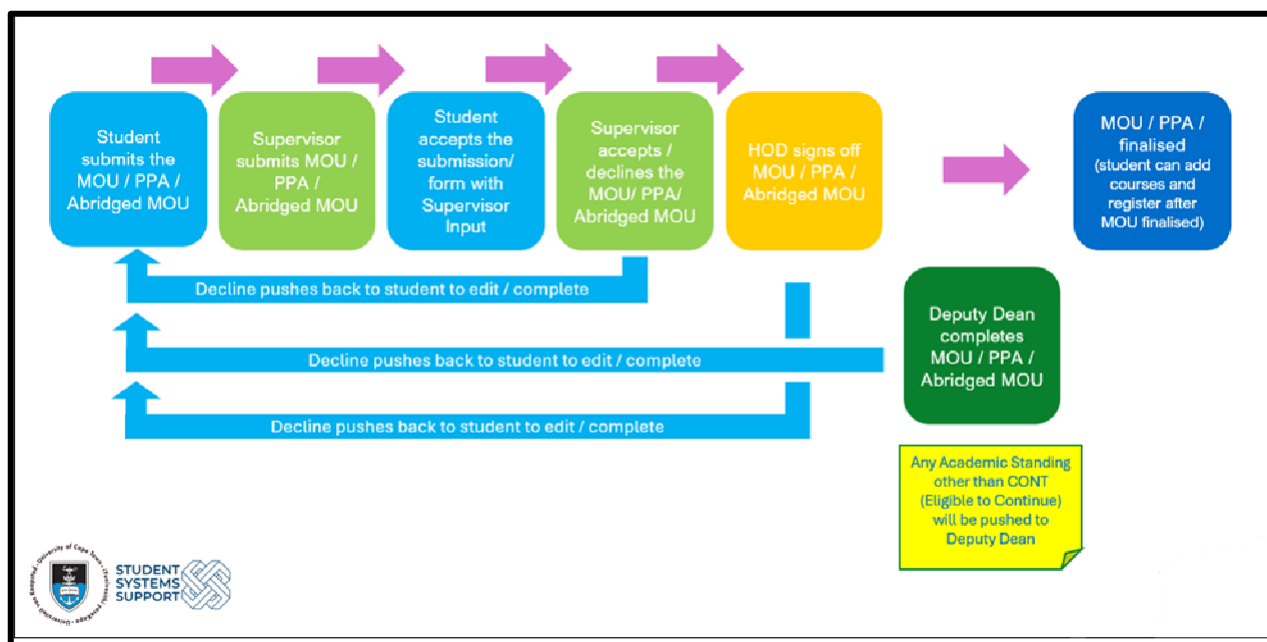 Student
submits the
MOU / PPA /
Abridged MOU
Supervisor
submits MOU /
PPA /
Abridged MOU
Student
accepts the
submission/
form with
Supervisor
Input
Supervisor
accepts /
declines the
MOU/ PPA/
Abridged MOU
HOD signs off
MOU / PPA /
Abridged MOU
MOU / PPA /
finalised
(student can add
courses and
register after
MOU finalised)
Decline pushes back to student to edit / complete
Decline pushes back to student to edit / complete
Decline pushes back to student to edit / complete
Deputy Dean
completes
MOU / PPA /
Abridged MOU
Any Academic Standing
other than CONT
(Eligible to Continue)
will be pushed to
Deputy Dean
University of Cape Town
STUDENT
SYSTEMS
SUPPORT